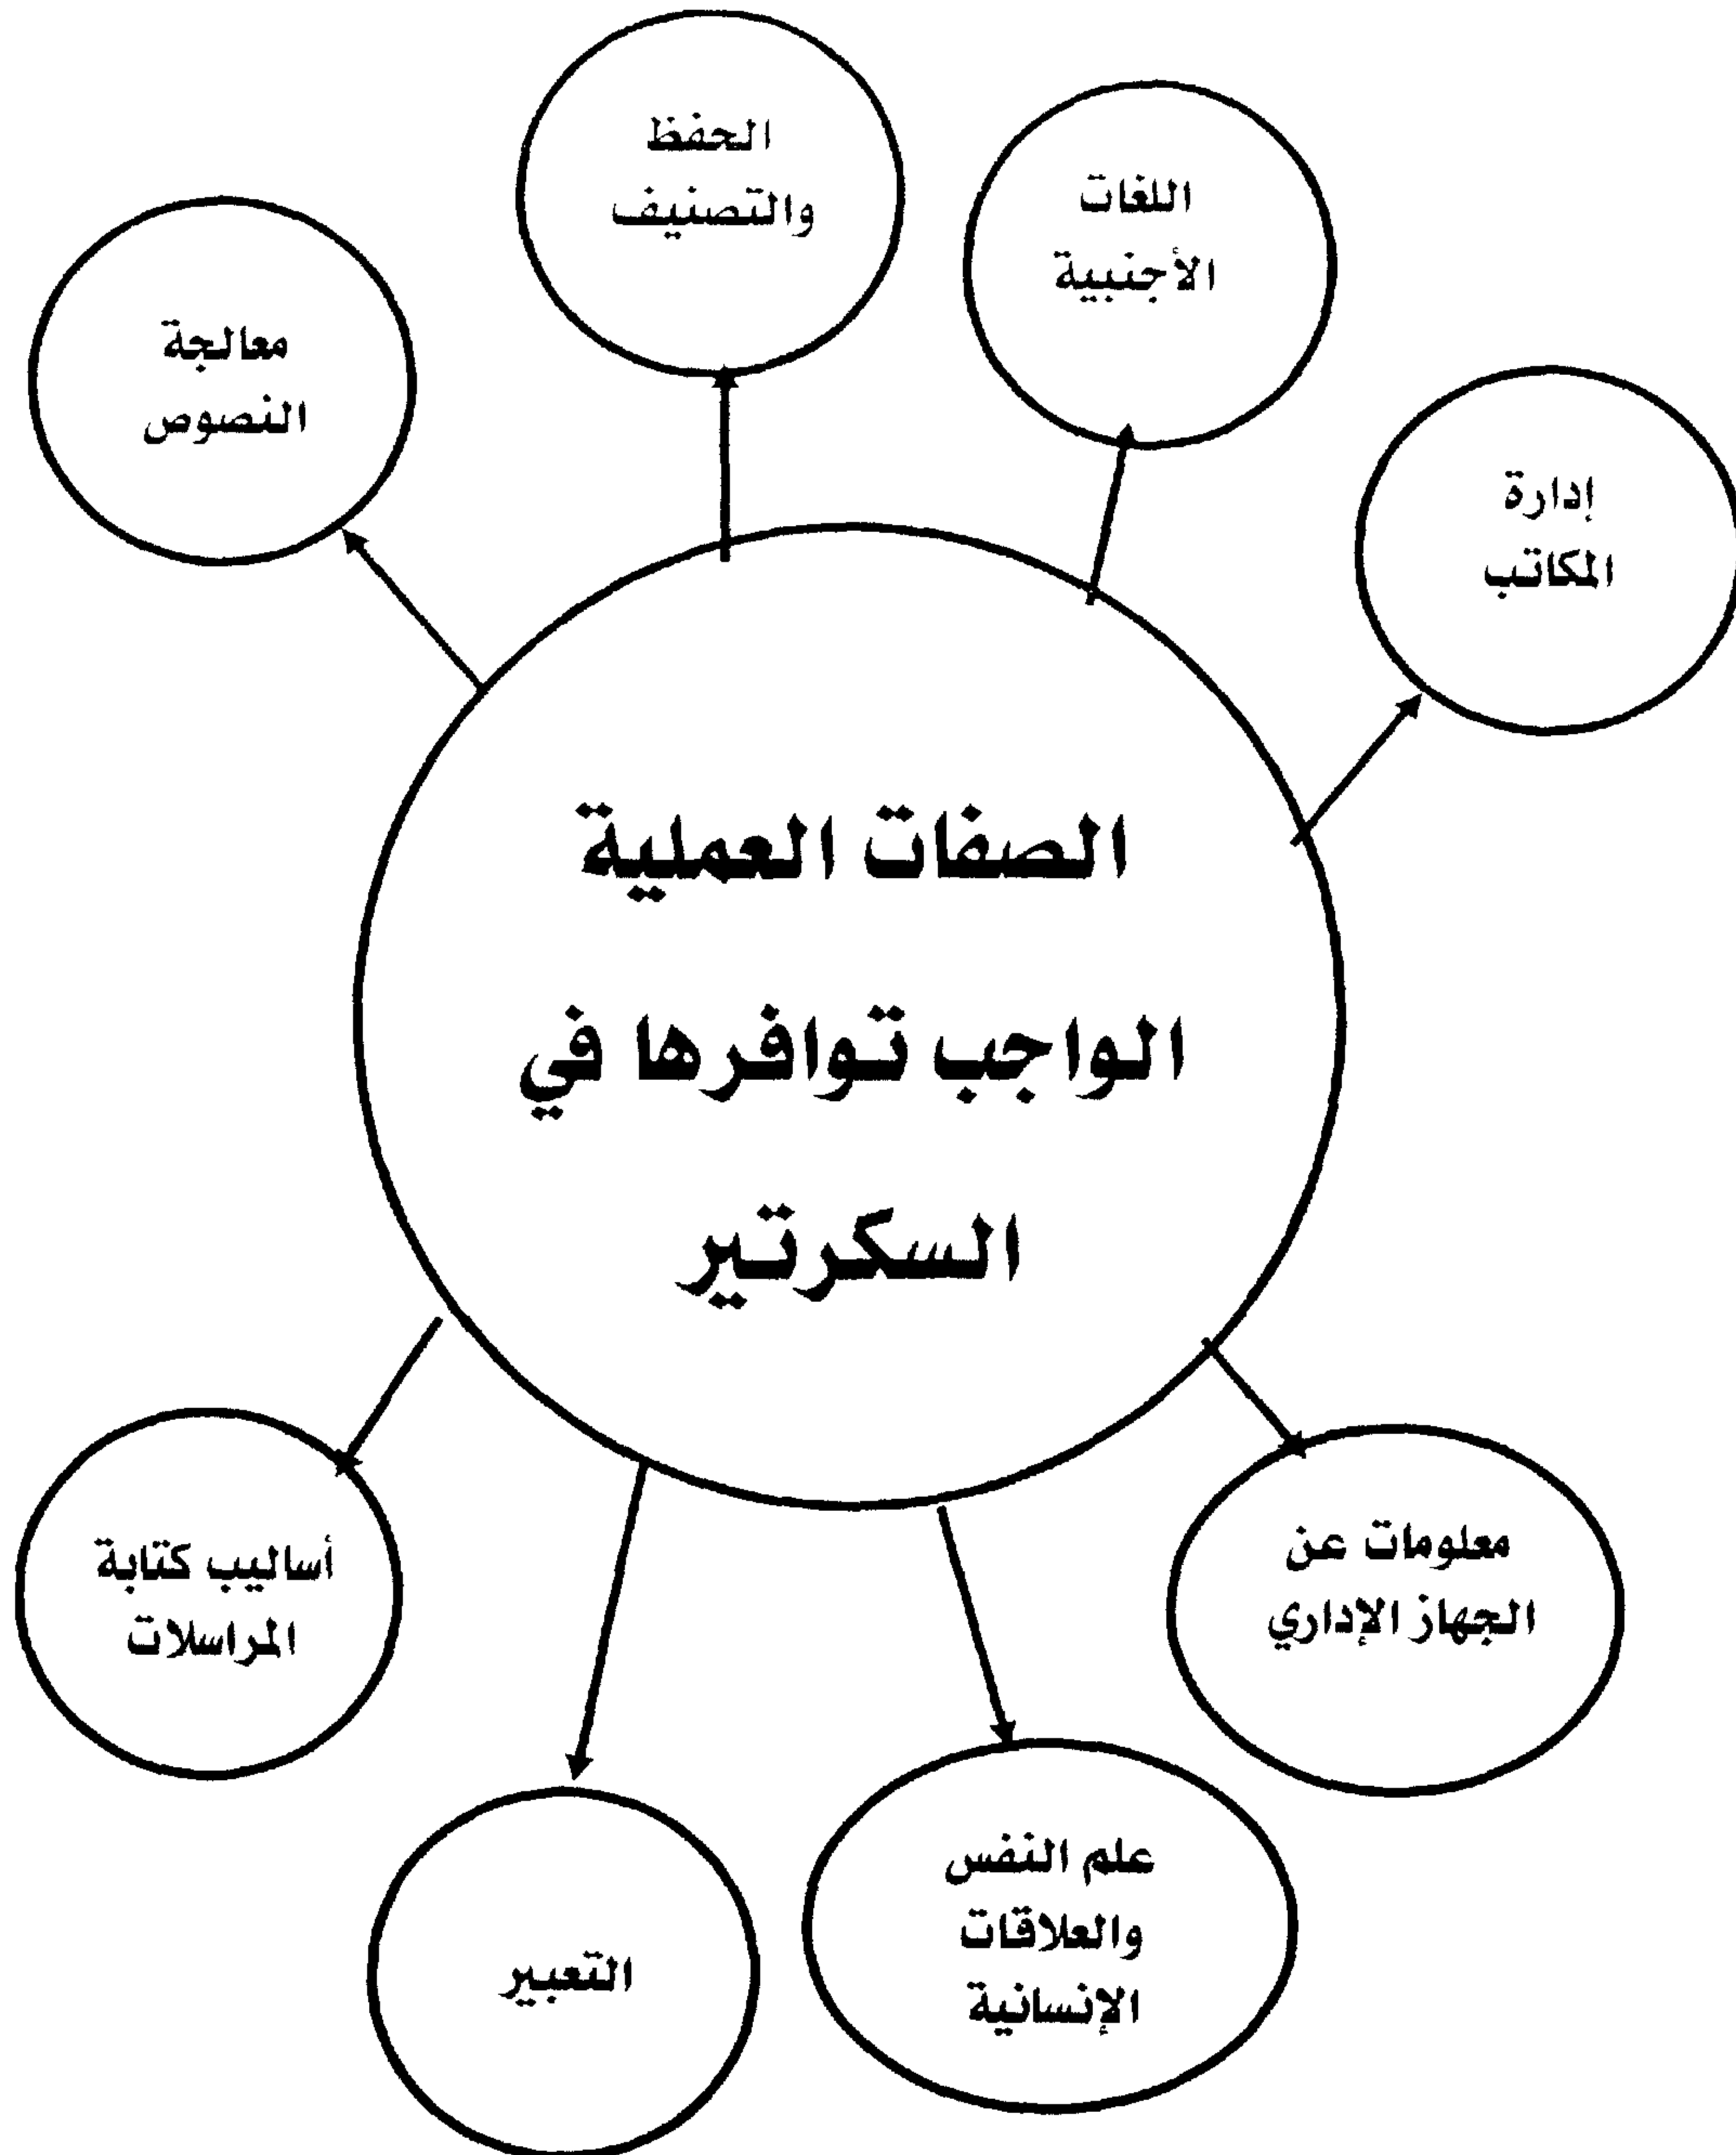 الحفظ
والتصنيف
اللغات
الأجنبية
معالجة
النصوص
إدارة
المكاتب
الصفات العملية
الواجب توافرها في
السكرتير
أساليب كتابة
المراسلات
معلومات عن
الجهاز الإداري
التعبير
علم النفس
والعلاقات
الإنسانية